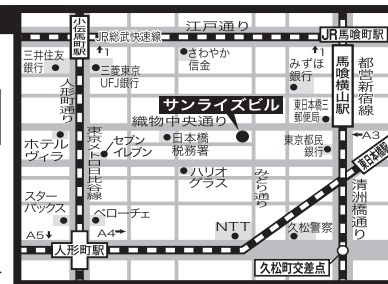 江戸通り
小伝馬町駅
JR総武快速線
JR馬喰町駅
↑1
↑1
三井住友
銀行
三菱東京
UFJ銀行
さわやか
信金
みずほ
銀行
馬喰横山駅
都営新宿線
人形町通り
サンライズビル
東日本橋三
郵便局
織物中央通り
←A3
ホテル
ヴィラ
東京メトロ日比谷線
セブン
イレブン
日本橋
税務署
東京都民
銀行
東日本橋駅
ハリオ
グラス
みどり通り
清洲橋通り
スター
バックス
ベローチェ
A5↓
A4→
NTT
久松警察
人形町駅
久松町交差点